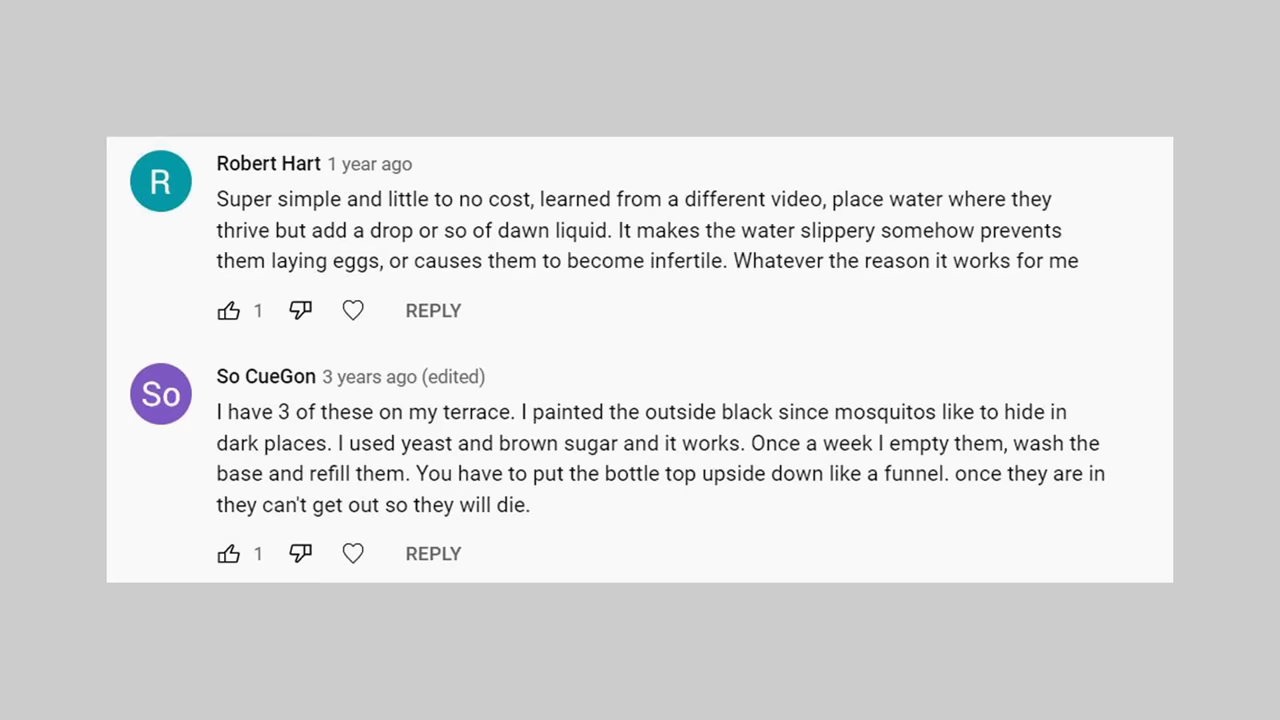 R
Robert Hart 1 year ago
Super simple and little to no cost, learned from a different video, place water where they
thrive but add a drop or so of dawn liquid. It makes the water slippery somehow prevents
them laying eggs, or causes them to become infertile. Whatever the reason it works for me
1 REPLY
So
So CueGon 3 years ago (edited)
I have 3 of these on my terrace. I painted the outside black since mosquitos like to hide in
dark places. I used yeast and brown sugar and it works. Once a week I empty them, wash the
base and refill them. You have to put the bottle top upside down like a funnel. once they are in
they can't get out so they will die.
1 REPLY